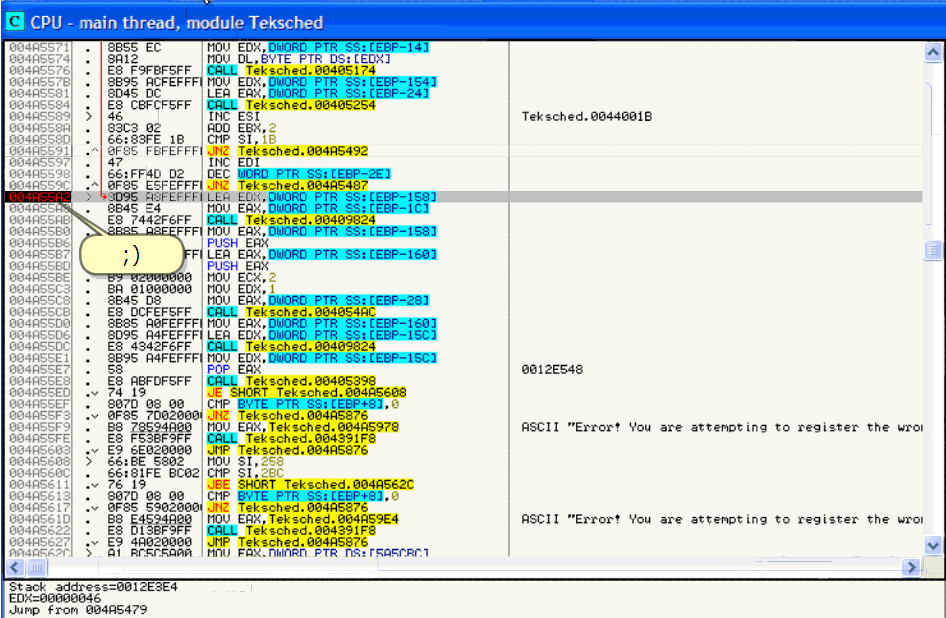 CPU - main thread, module Teksched
004A5571 . 8B55 EC MOV EDX,DWORD PTR SS:[EBP-14]
004A5574 . 8A12 MOV DL,BYTE PTR DS:[EDX]
004A5576 . E8 F9FBF5FF CALL Teksched.00405174
004A557B . 8B95 ACFEFFFF MOV EDX,DWORD PTR SS:[EBP-154]
004A5581 . 8D45 DC LEA EAX,DWORD PTR SS:[EBP-24]
004A5584 . E8 CBFCF5FF CALL Teksched.00405254
004A5589 > 46 INC ESI Teksched.0044001B
004A558A . 83C3 02 ADD EBX,2
004A558D . 66:83FE 1B CMP SI,1B
004A5591 .^ 0F85 FBFEFFFF JNZ Teksched.004A5492
004A5597 . 47 INC EDI
004A5598 . 66:FF4D D2 DEC WORD PTR SS:[EBP-2E]
004A559C .^ 0F85 E5FEFFFF JNZ Teksched.004A5487
004A55A2 > 8D95 A8FEFFFF LEA EDX,DWORD PTR SS:[EBP-158]
004A55A8 . 8B45 E4 MOV EAX,DWORD PTR SS:[EBP-1C]
004A55AB . E8 7442F6FF CALL Teksched.00409824
004A55B0 . 8B85 A8FEFFFF MOV EAX,DWORD PTR SS:[EBP-158]
004A55B6 PUSH EAX
004A55B7 FF LEA EAX,DWORD PTR SS:[EBP-160]
004A55BD PUSH EAX
004A55BE . B9 02000000 MOV ECX,2
004A55C3 . BA 01000000 MOV EDX,1
004A55C8 . 8B45 D8 MOV EAX,DWORD PTR SS:[EBP-28]
004A55CB . E8 DCFEF5FF CALL Teksched.004054AC
004A55D0 . 8B85 A0FEFFFF MOV EAX,DWORD PTR SS:[EBP-160]
004A55D6 . 8D95 A4FEFFFF LEA EDX,DWORD PTR SS:[EBP-15C]
004A55DC . E8 4342F6FF CALL Teksched.00409824
004A55E1 . 8B95 A4FEFFFF MOV EDX,DWORD PTR SS:[EBP-15C]
004A55E7 . 58 POP EAX 0012E548
004A55E8 . E8 ABFDF5FF CALL Teksched.00405398
004A55ED .v 74 19 JE SHORT Teksched.004A5608
004A55EF . 807D 08 00 CMP BYTE PTR SS:[EBP+8],0
004A55F3 .v 0F85 7D020000 JNZ Teksched.004A5876
004A55F9 . B8 78594A00 MOV EAX,Teksched.004A5978 ASCII "Error! You are attempting to register the wro
004A55FE . E8 F53BF9FF CALL Teksched.004391F8
004A5603 .v E9 6E020000 JMP Teksched.004A5876
004A5608 > 66:BE 5802 MOV SI,258
004A560C . 66:81FE BC02 CMP SI,2BC
004A5611 .v 76 19 JBE SHORT Teksched.004A562C
004A5613 . 807D 08 00 CMP BYTE PTR SS:[EBP+8],0
004A5617 .v 0F85 59020000 JNZ Teksched.004A5876
004A561D . B8 E4594A00 MOV EAX,Teksched.004A59E4 ASCII "Error! You are attempting to register the wro
004A5622 . E8 D13BF9FF CALL Teksched.004391F8
004A5627 .v E9 4A020000 JMP Teksched.004A5876
004A562C > A1 BC5C5A00 MOV EAX,DWORD PTR DS:[5A5CBC]
;)
Stack address=0012E3E4
EDX=00000046
Jump from 004A5479